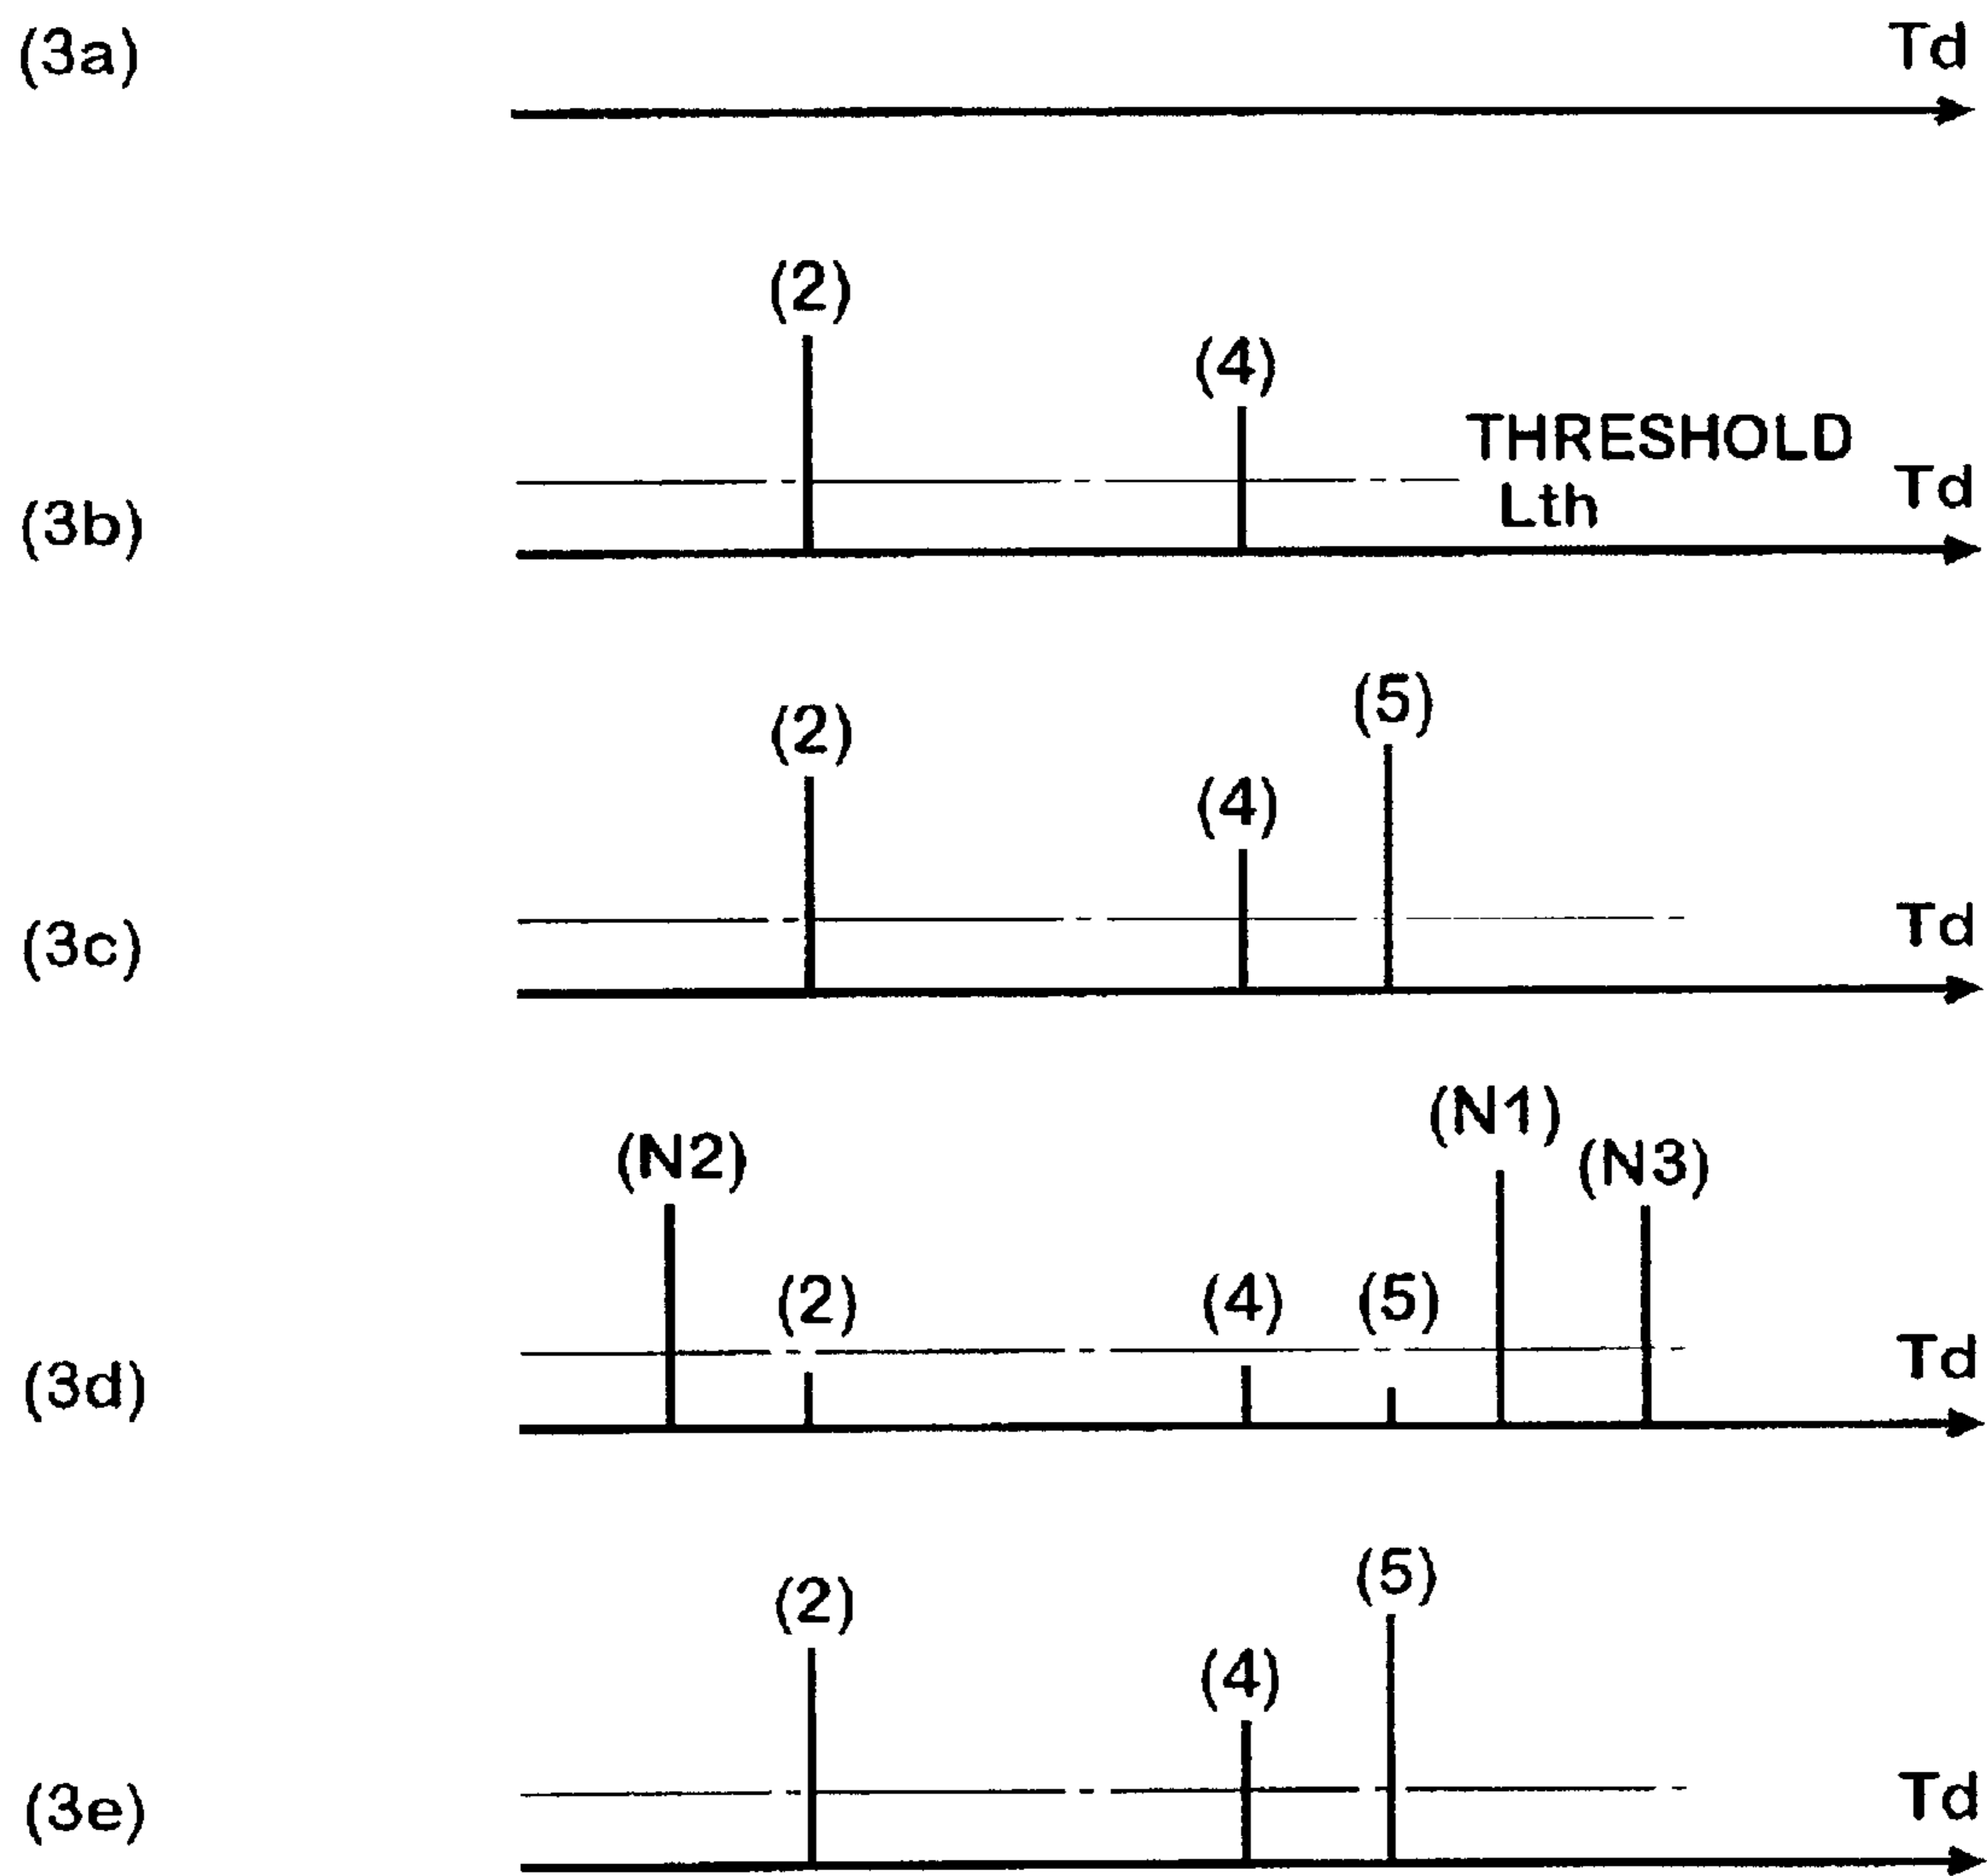 (3a)
Td
(2)
(4)
THRESHOLD
Lth
Td
(3b)
(5)
(2)
(4)
Td
(3c)
(N1)
(N2)
(N3)
(2)
(4)
(5)
Td
(3d)
(5)
(2)
(4)
Td
(3e)